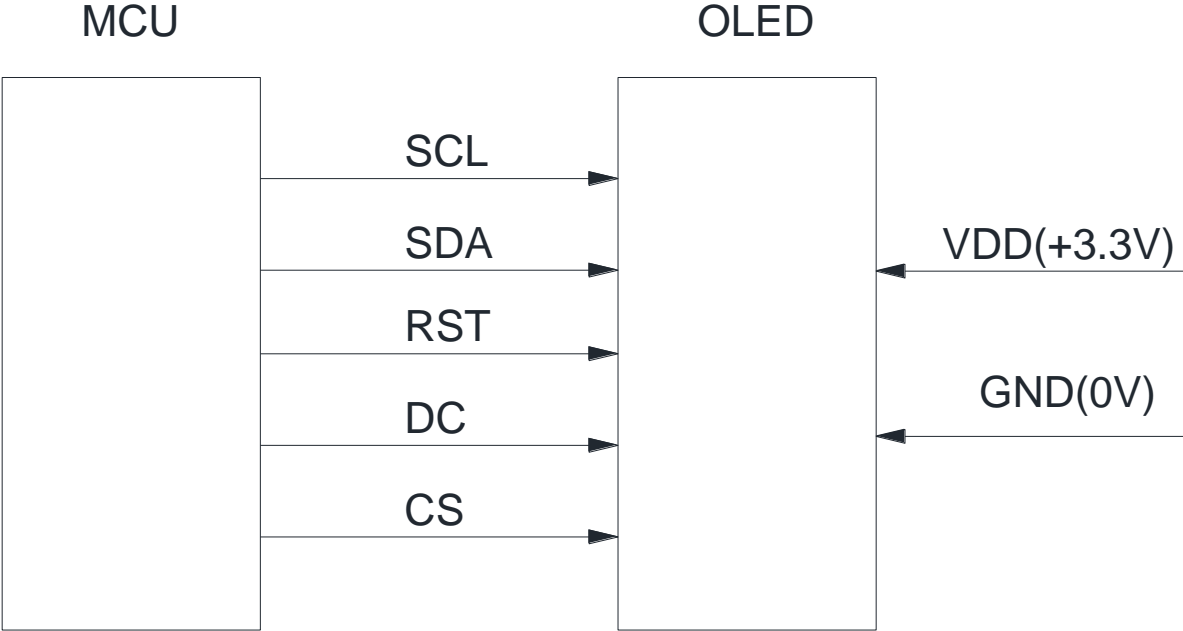 MCU
OLED
SCL
SDA
VDD(+3.3V)
RST
GND(0V)
DC
CS